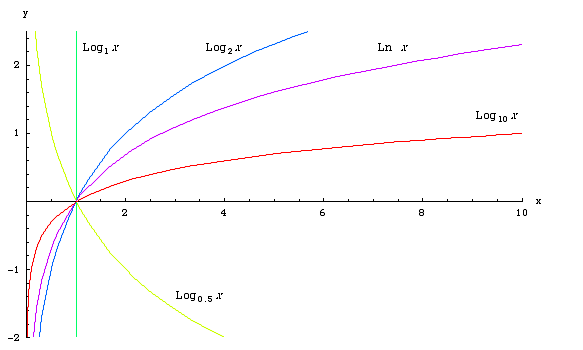 y
Log₁ x
Log₂ x
Ln x
2
Log₁₀ x
1
2
4
6
8
10
x
-1
Log₀.₅ x
-2